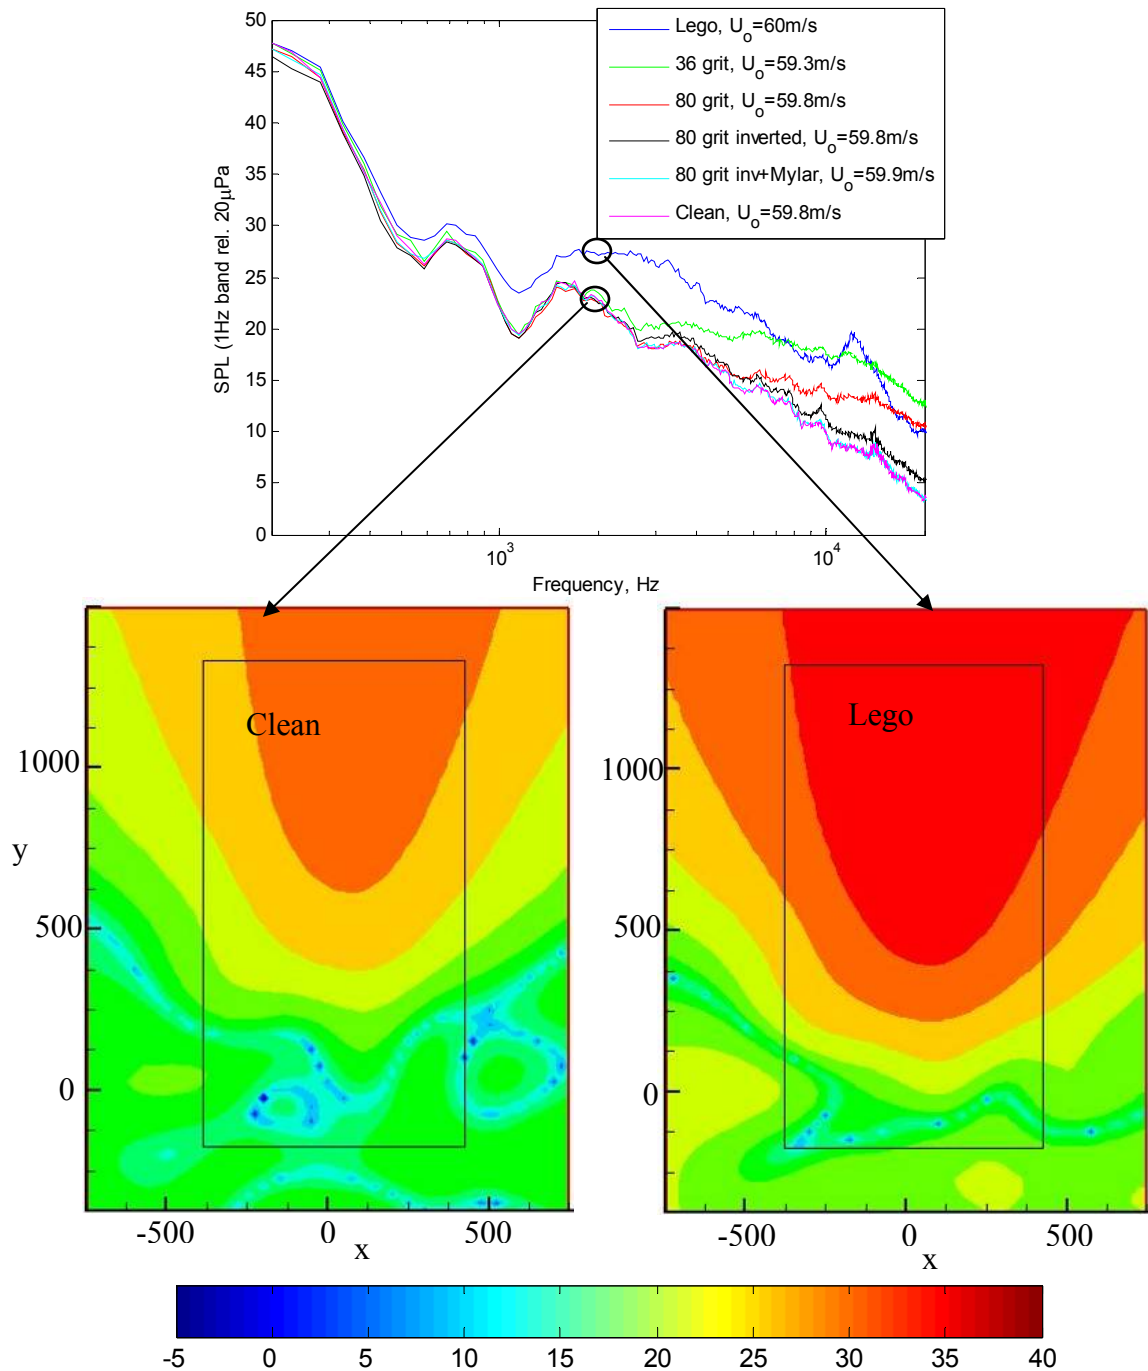 50
45
40
35
30
25
20
15
10
5
0
SPL (1Hz band rel. 20μPa
Lego, Uo=60m/s
36 grit, Uo=59.3m/s
80 grit, Uo=59.8m/s
80 grit inverted, Uo=59.8m/s
80 grit inv+Mylar, Uo=59.9m/s
Clean, Uo=59.8m/s
10^3
10^4
Frequency, Hz
Clean
1000
500
0
y
-500 0 500
x
Lego
1000
500
0
-500 0 500
x
-5 0 5 10 15 20 25 30 35 40